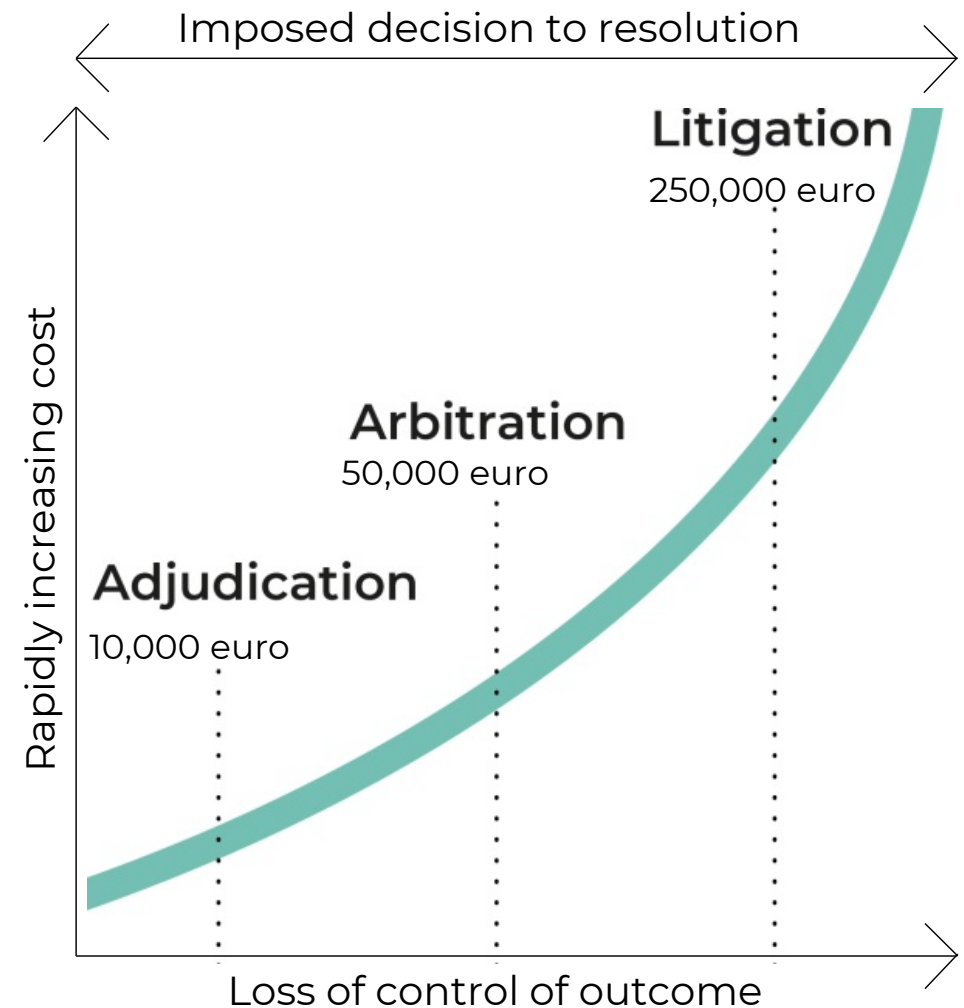 Imposed decision to resolution
Litigation
250,000 euro
Arbitration
50,000 euro
Adjudication
10,000 euro
Rapidly increasing cost
Loss of control of outcome